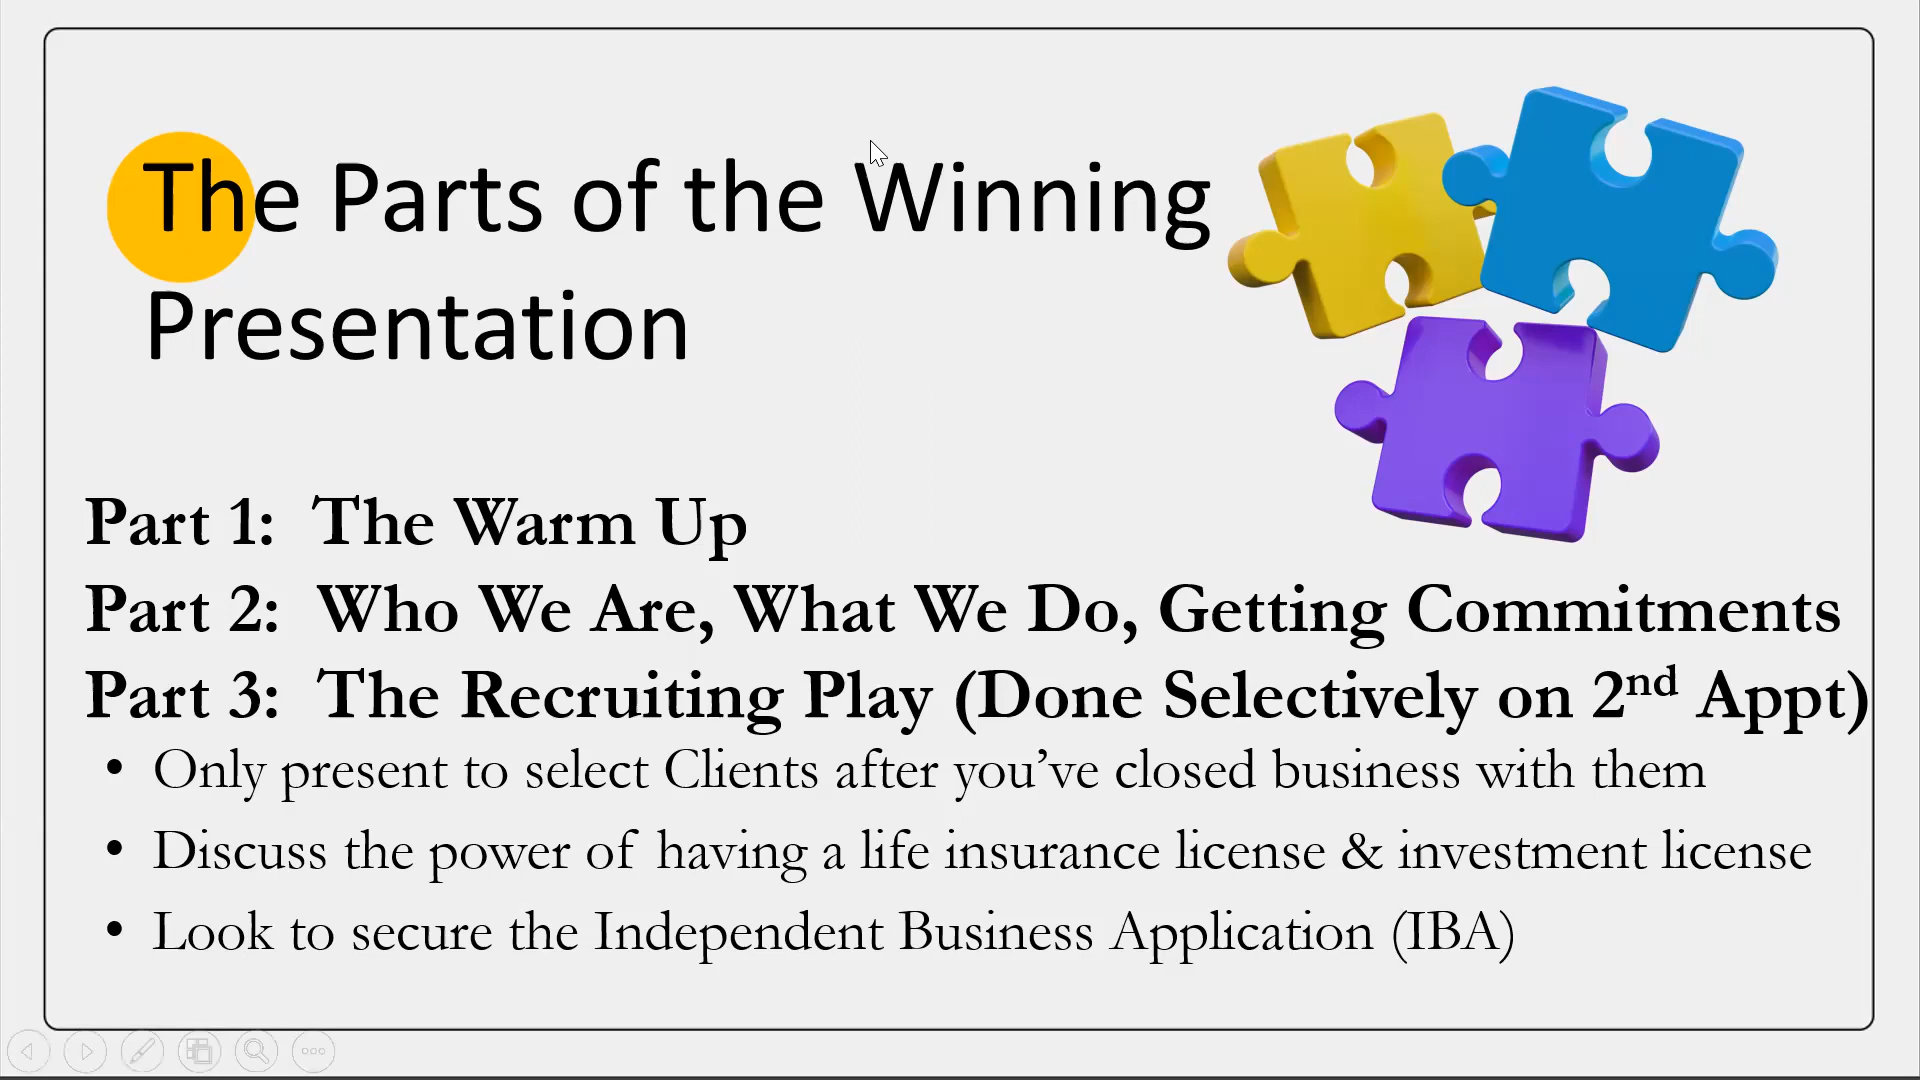 The Parts of the Winning
Presentation
Part 1:  The Warm Up
Part 2:  Who We Are, What We Do, Getting Commitments
Part 3:  The Recruiting Play (Done Selectively on 2nd Appt)
• Only present to select Clients after you’ve closed business with them
• Discuss the power of having a life insurance license & investment license
• Look to secure the Independent Business Application (IBA)